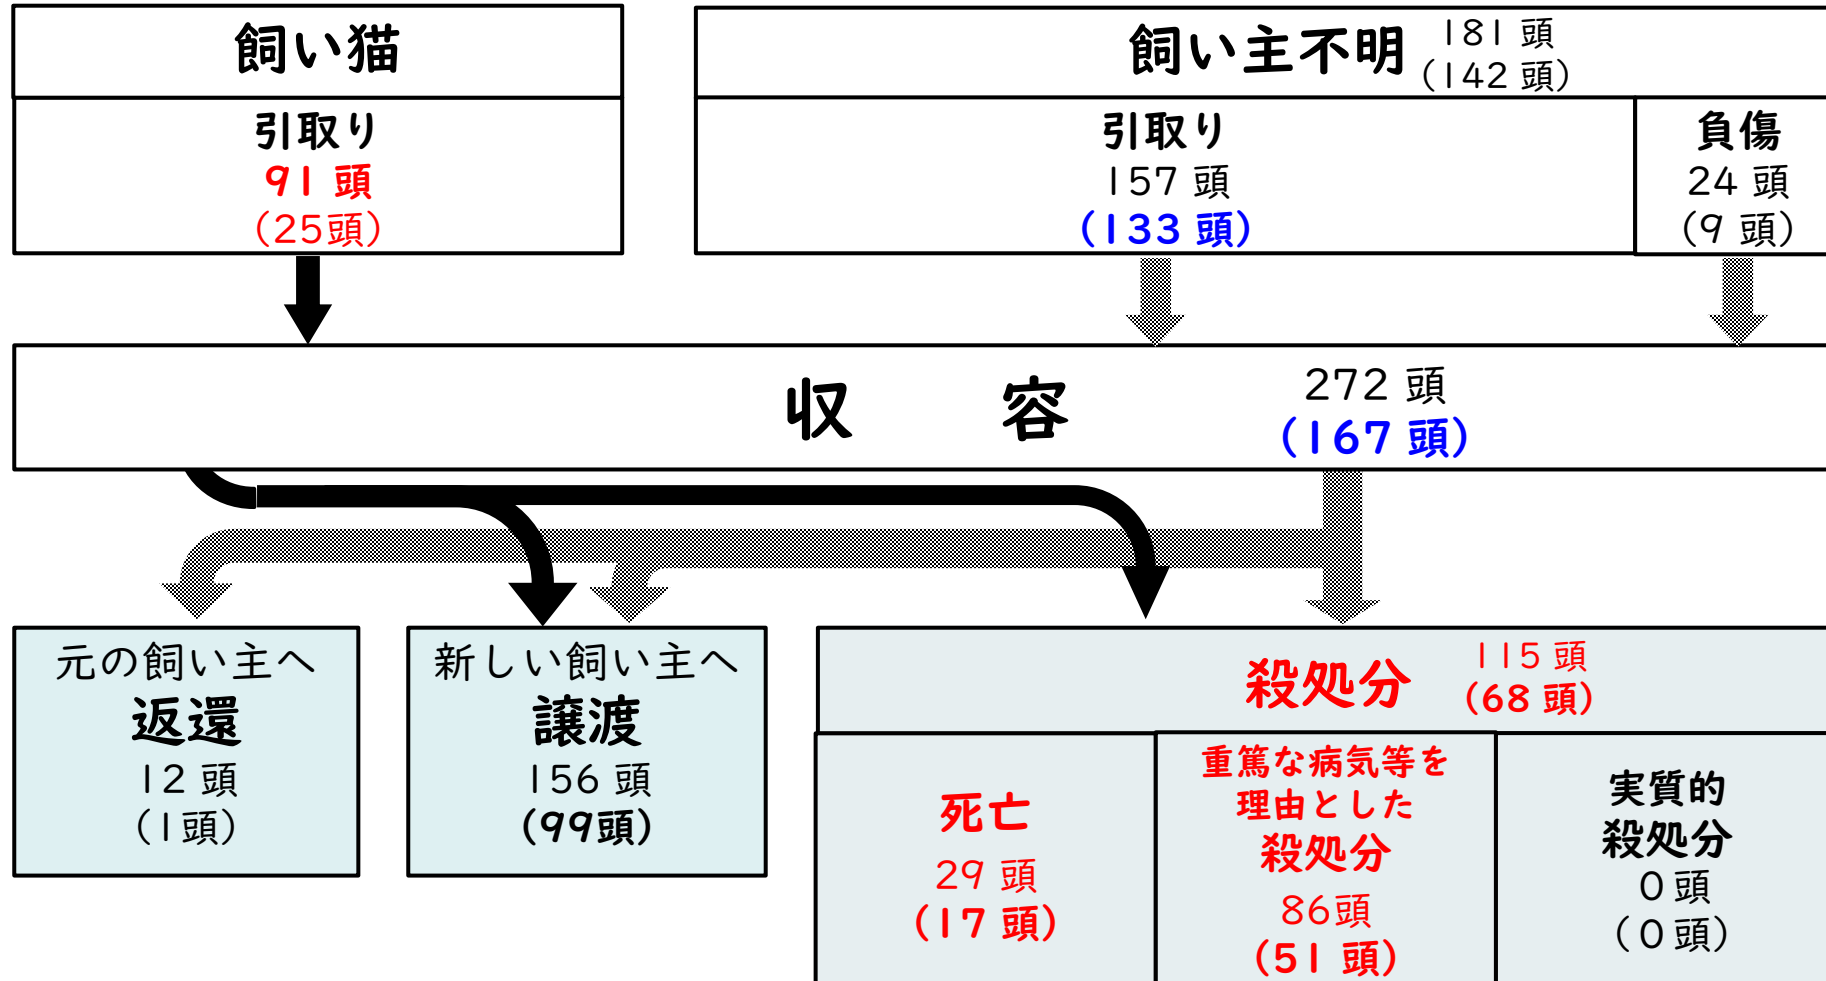 飼い猫
引取り
91 頭
(25頭)
飼い主不明
181 頭
(142 頭)
引取り
157 頭
(133 頭)
負傷
24 頭
(9 頭)
収 容
272 頭
(167 頭)
元の飼い主へ
返還
12 頭
(1頭)
新しい飼い主へ
譲渡
156 頭
(99頭)
殺処分
115 頭
(68 頭)
死亡
29 頭
(17 頭)
重篤な病気等を
理由とした
殺処分
86頭
(51 頭)
実質的
殺処分
0 頭
(0 頭)